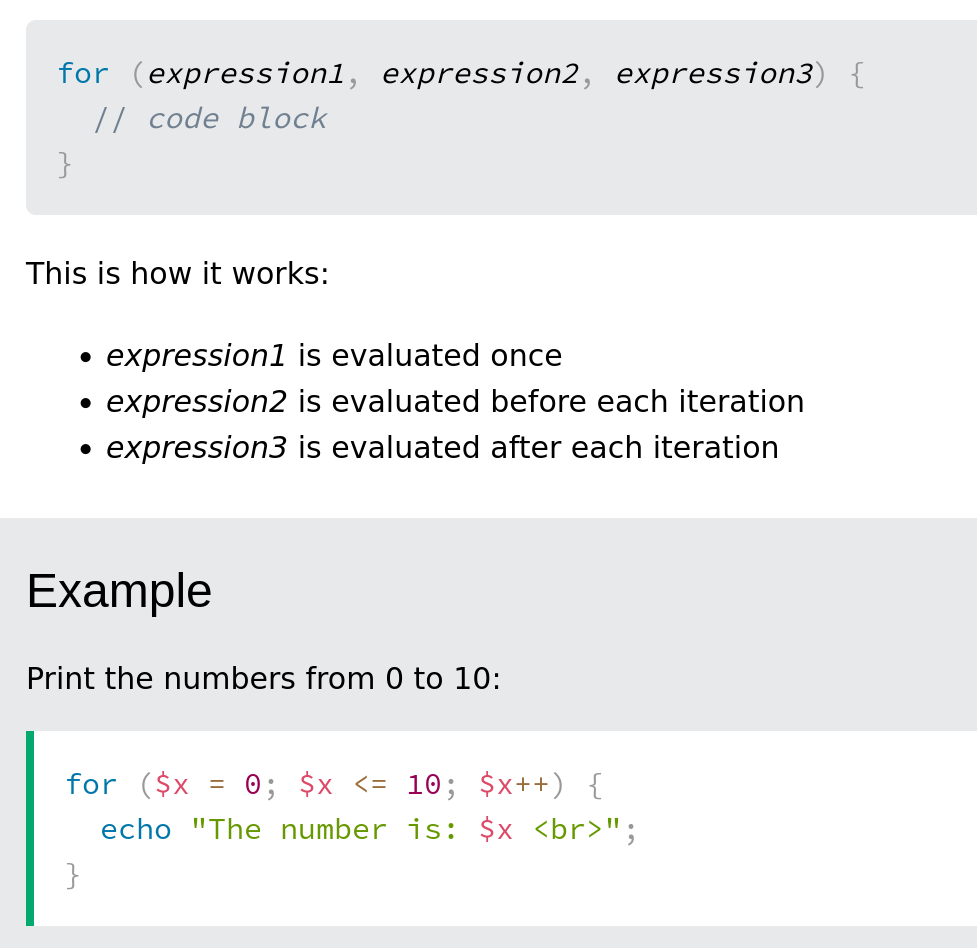 for (expression1, expression2, expression3) {
  // code block
}
This is how it works:
• expression1 is evaluated once
• expression2 is evaluated before each iteration
• expression3 is evaluated after each iteration
Example
Print the numbers from 0 to 10:
for ($x = 0; $x <= 10; $x++) {
  echo "The number is: $x <br>";
}